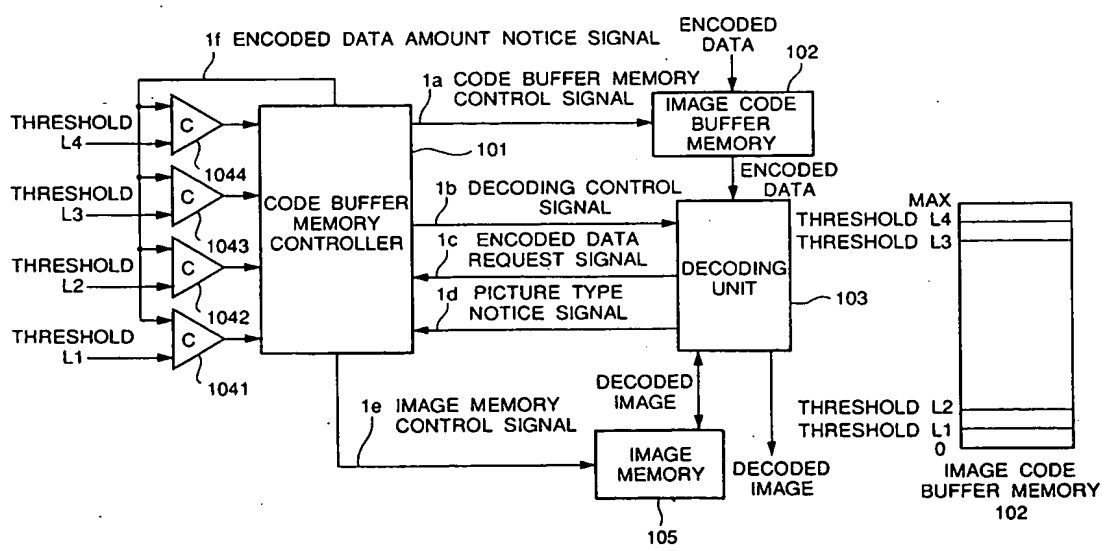 1f ENCODED DATA AMOUNT NOTICE SIGNAL
ENCODED
DATA
102
1a CODE BUFFER MEMORY
CONTROL SIGNAL
IMAGE CODE
BUFFER
MEMORY
THRESHOLD
L4
C
1044
101
ENCODED
DATA
THRESHOLD
L3
C
1043
CODE BUFFER
MEMORY
CONTROLLER
1b DECODING CONTROL
SIGNAL
1c ENCODED DATA
REQUEST SIGNAL
1d PICTURE TYPE
NOTICE SIGNAL
DECODING
UNIT
103
THRESHOLD
L2
C
1042
THRESHOLD
L1
C
1041
1e IMAGE MEMORY
CONTROL SIGNAL
DECODED
IMAGE
IMAGE
MEMORY
105
DECODED
IMAGE
MAX
THRESHOLD L4
THRESHOLD L3
THRESHOLD L2
THRESHOLD L1
0
IMAGE CODE
BUFFER MEMORY
102